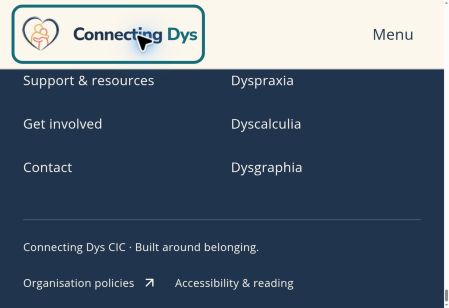 Connecting Dys
Menu
Support & resources
Dyspraxia
Get involved
Dyscalculia
Contact
Dysgraphia
Connecting Dys CIC · Built around belonging.
Organisation policies
Accessibility & reading